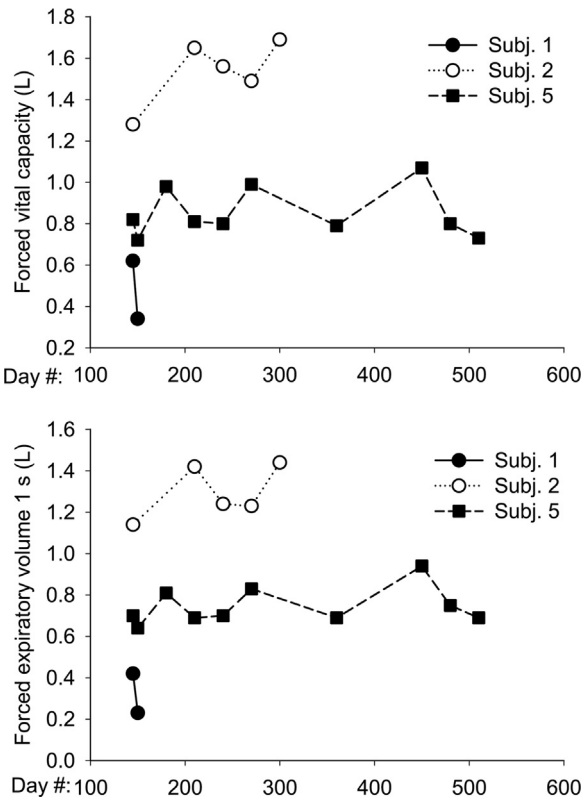 Forced vital capacity (L)
1.8
1.6
1.4
1.2
1.0
0.8
0.6
0.4
0.2
Subj. 1
Subj. 2
Subj. 5
Day #: 100 200 300 400 500 600
Forced expiratory volume 1 s (L)
1.6
1.4
1.2
1.0
0.8
0.6
0.4
0.2
0.0
Subj. 1
Subj. 2
Subj. 5
Day #: 100 200 300 400 500 600